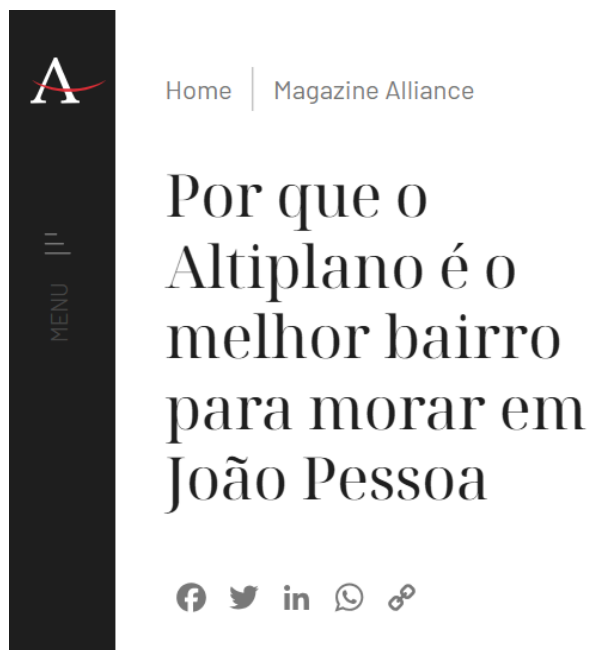 Home
Magazine Alliance
Por que o
Altiplano é o
melhor bairro
para morar em
João Pessoa
MENU